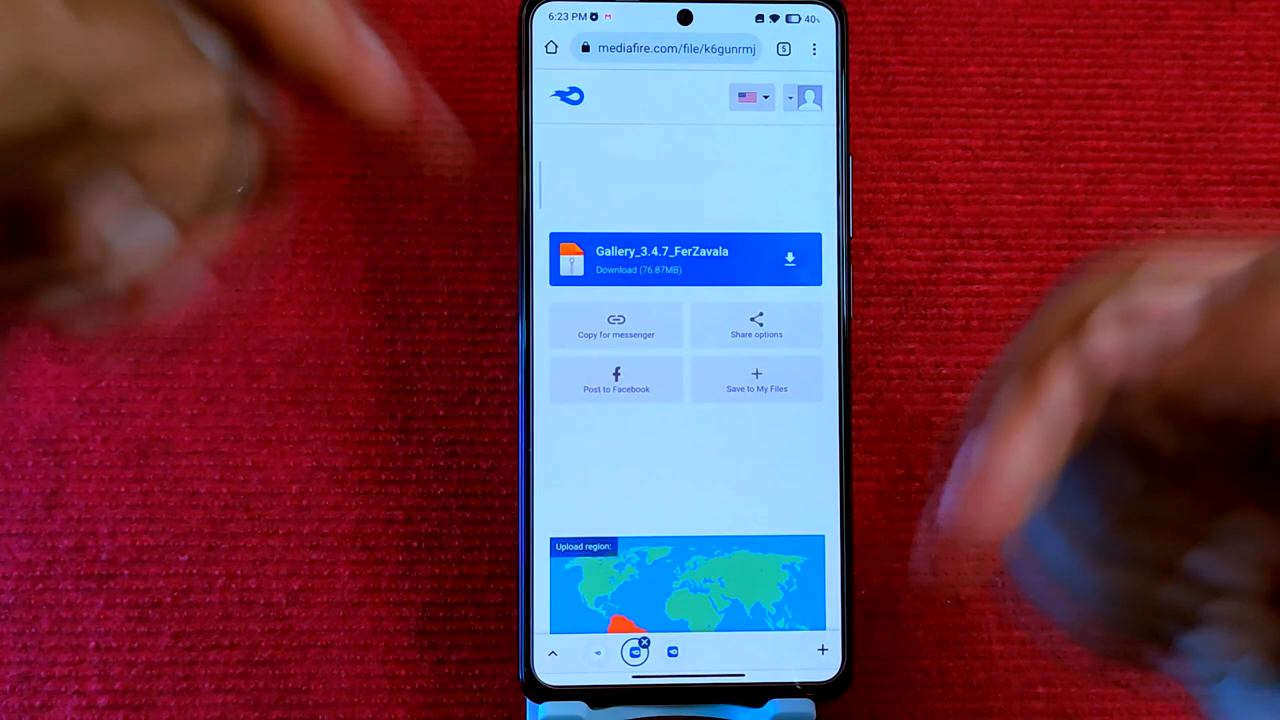 6:23 PM
40%
mediafire.com/file/k6gunrmj
5
Gallery_3.4.7_FerZavala
Download (76.87MB)
Copy for messenger
Share options
Post to Facebook
Save to My Files
Upload region: